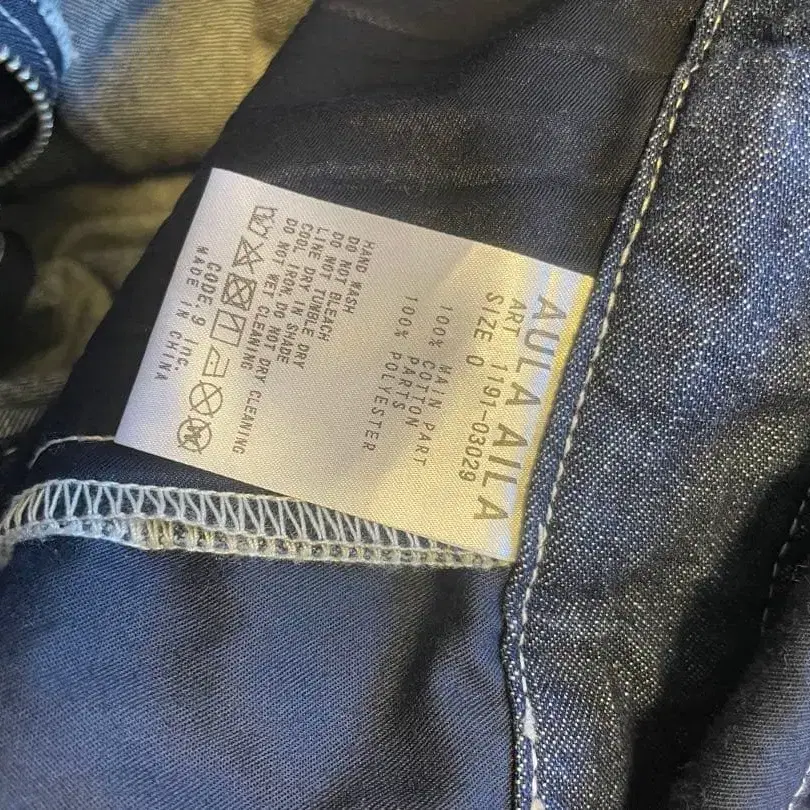 AULA AILA
ART 1191-03029
SIZE 0
MAIN PART
100% COTTON
PARTS
100% POLYESTER
HAND WASH
DO NOT BLEACH
DO NOT TUMBLE DRY
LINE DRY IN SHADE
COOL IRON, DO NOT DRY CLEANING
DO NOT WET CLEANING
CODE.9 INC.
MADE IN CHINA